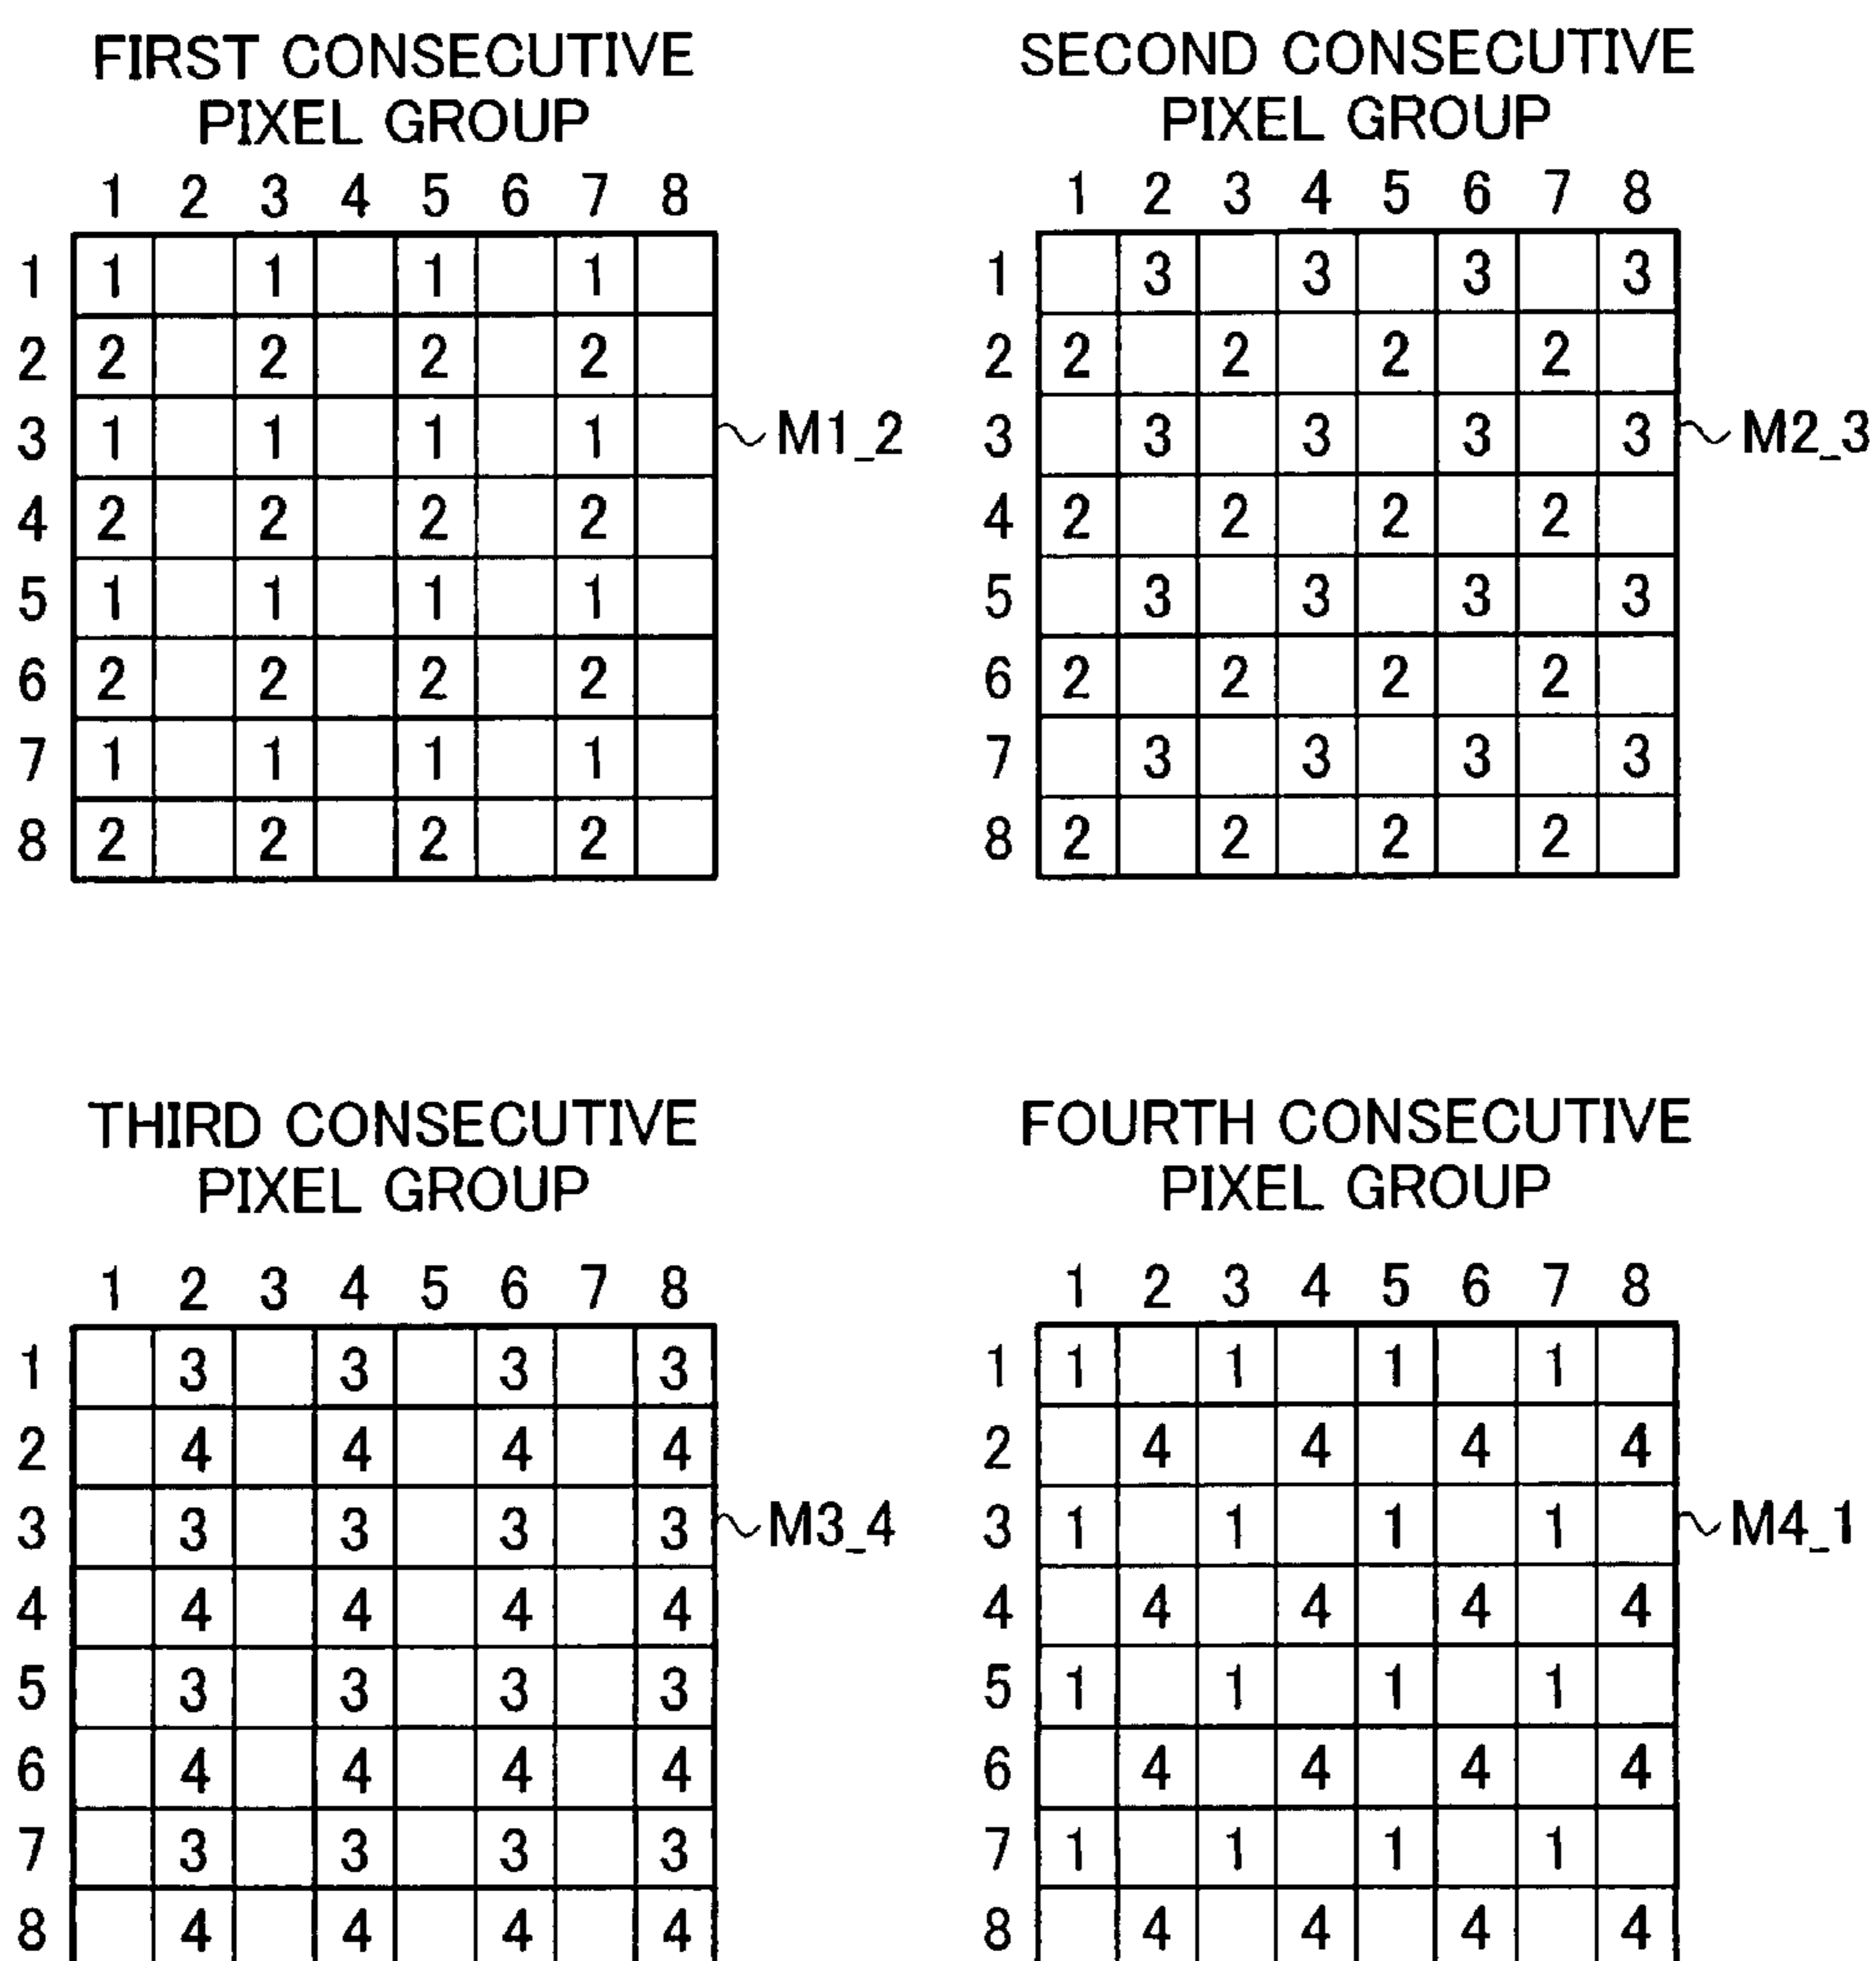 FIRST CONSECUTIVE
PIXEL GROUP
1 2 3 4 5 6 7 8
1 1 1 1 1
2 2 2 2 2
3 1 1 1 1 M1_2
4 2 2 2 2
5 1 1 1 1
6 2 2 2 2
7 1 1 1 1
8 2 2 2 2
SECOND CONSECUTIVE
PIXEL GROUP
1 2 3 4 5 6 7 8
1 3 3 3 3
2 2 2 2 2
3 3 3 3 3 M2_3
4 2 2 2 2
5 3 3 3 3
6 2 2 2 2
7 3 3 3 3
8 2 2 2 2
THIRD CONSECUTIVE
PIXEL GROUP
1 2 3 4 5 6 7 8
1 3 3 3 3
2 4 4 4 4
3 3 3 3 3 M3_4
4 4 4 4 4
5 3 3 3 3
6 4 4 4 4
7 3 3 3 3
8 4 4 4 4
FOURTH CONSECUTIVE
PIXEL GROUP
1 2 3 4 5 6 7 8
1 1 1 1 1
2 4 4 4 4
3 1 1 1 1 M4_1
4 4 4 4 4
5 1 1 1 1
6 4 4 4 4
7 1 1 1 1
8 4 4 4 4